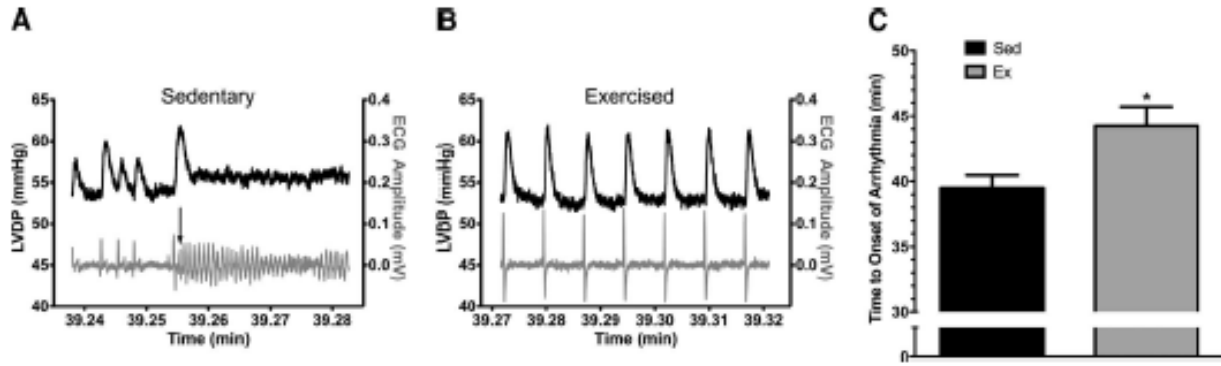 A
Sedentary
65
60
55
50
45
40
LVDP (mmHg)
0.4
0.3
0.2
0.1
0.0
ECG Amplitude (mV)
39.24 39.25 39.26 39.27 39.28
Time (min)
B
Exercised
65
60
55
50
45
40
LVDP (mmHg)
0.4
0.3
0.2
0.1
0.0
ECG Amplitude (mV)
39.27 39.28 39.29 39.30 39.31 39.32
Time (min)
C
Sed
Ex
*
50
45
40
35
30
0
Time to Onset of Arrhythmia (min)